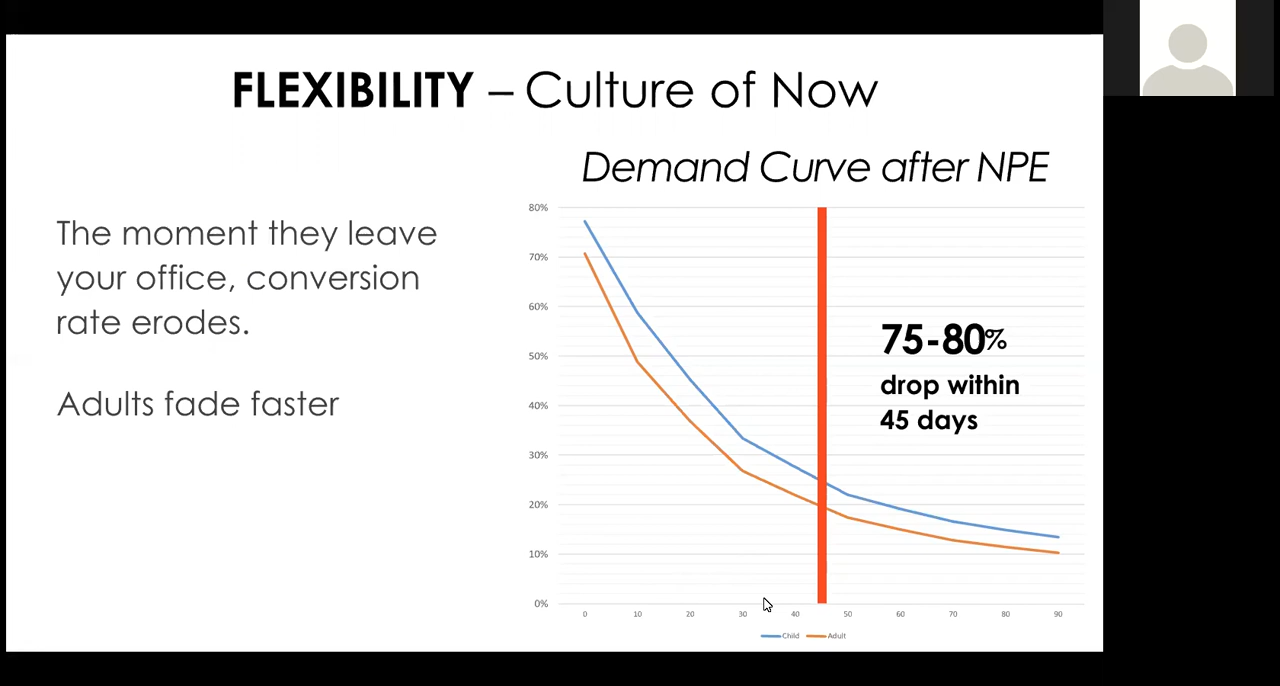 FLEXIBILITY – Culture of Now
Demand Curve after NPE
The moment they leave
your office, conversion
rate erodes.
Adults fade faster
80%
70%
60%
50%
40%
30%
20%
10%
0%
75-80%
drop within
45 days
0 10 20 30 40 50 60 70 80 90
Child Adult